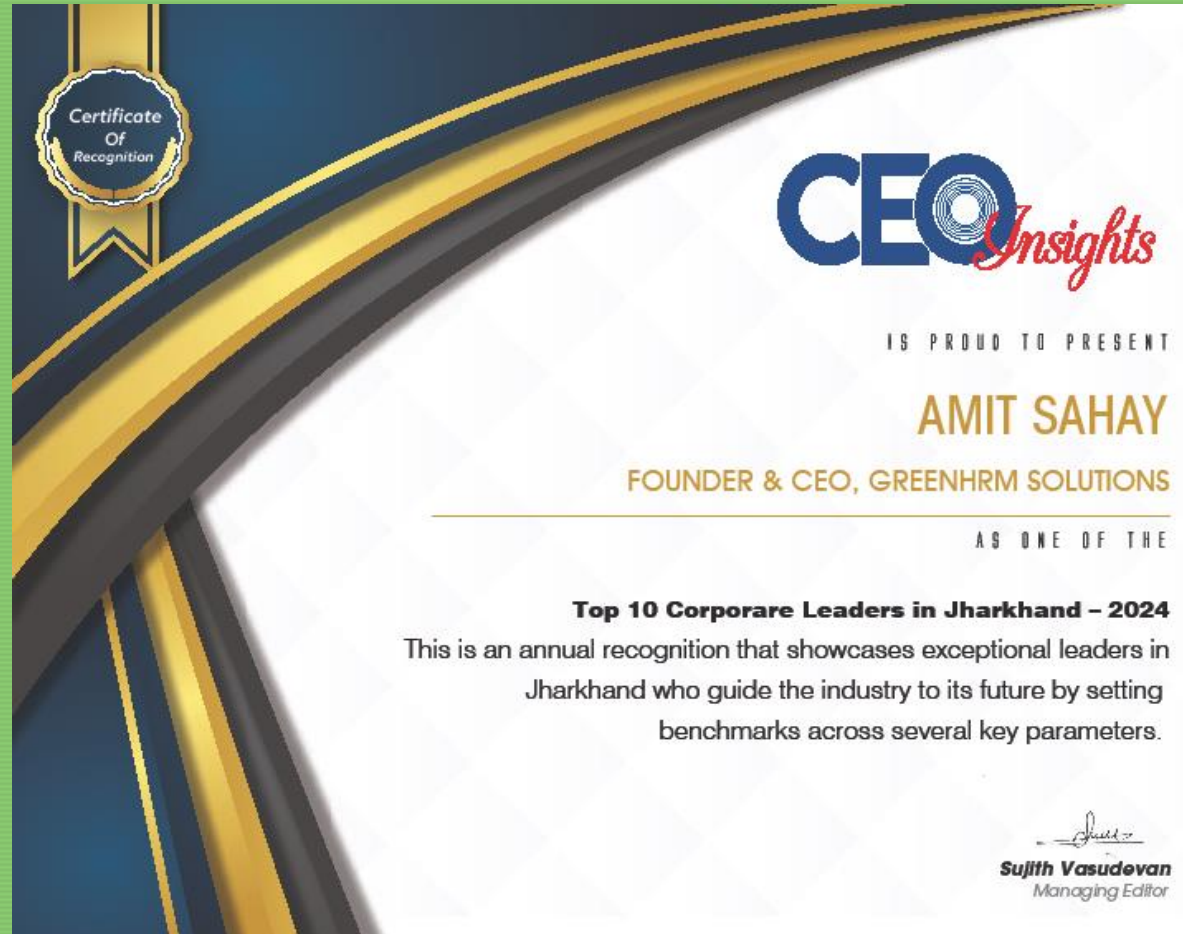 Certificate
Of
Recognition
CEO Insights
IS PROUD TO PRESENT
AMIT SAHAY
FOUNDER & CEO, GREENHRM SOLUTIONS
AS ONE OF THE
Top 10 Corporare Leaders in Jharkhand – 2024
This is an annual recognition that showcases exceptional leaders in
Jharkhand who guide the industry to its future by setting
benchmarks across several key parameters.
Sujith Vasudevan
Managing Editor